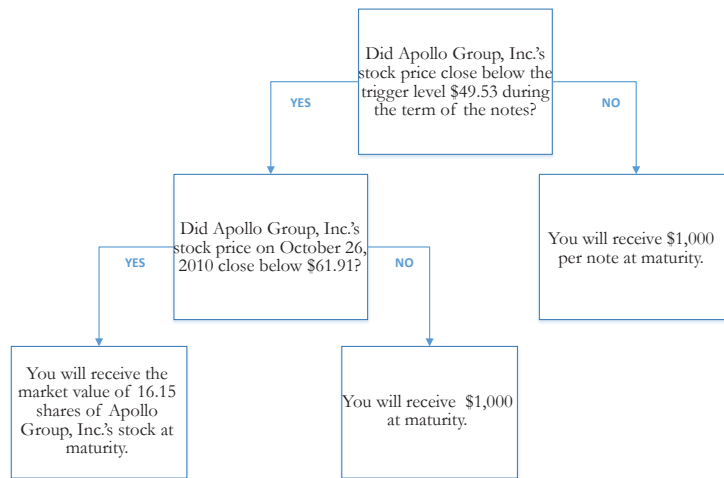 Did Apollo Group, Inc.'s
stock price close below the
trigger level $49.53 during
the term of the notes?
YES
NO
Did Apollo Group, Inc.'s
stock price on October 26,
2010 close below $61.91?
You will receive $1,000
per note at maturity.
YES
NO
You will receive the
market value of 16.15
shares of Apollo
Group, Inc.'s stock at
maturity.
You will receive $1,000
at maturity.